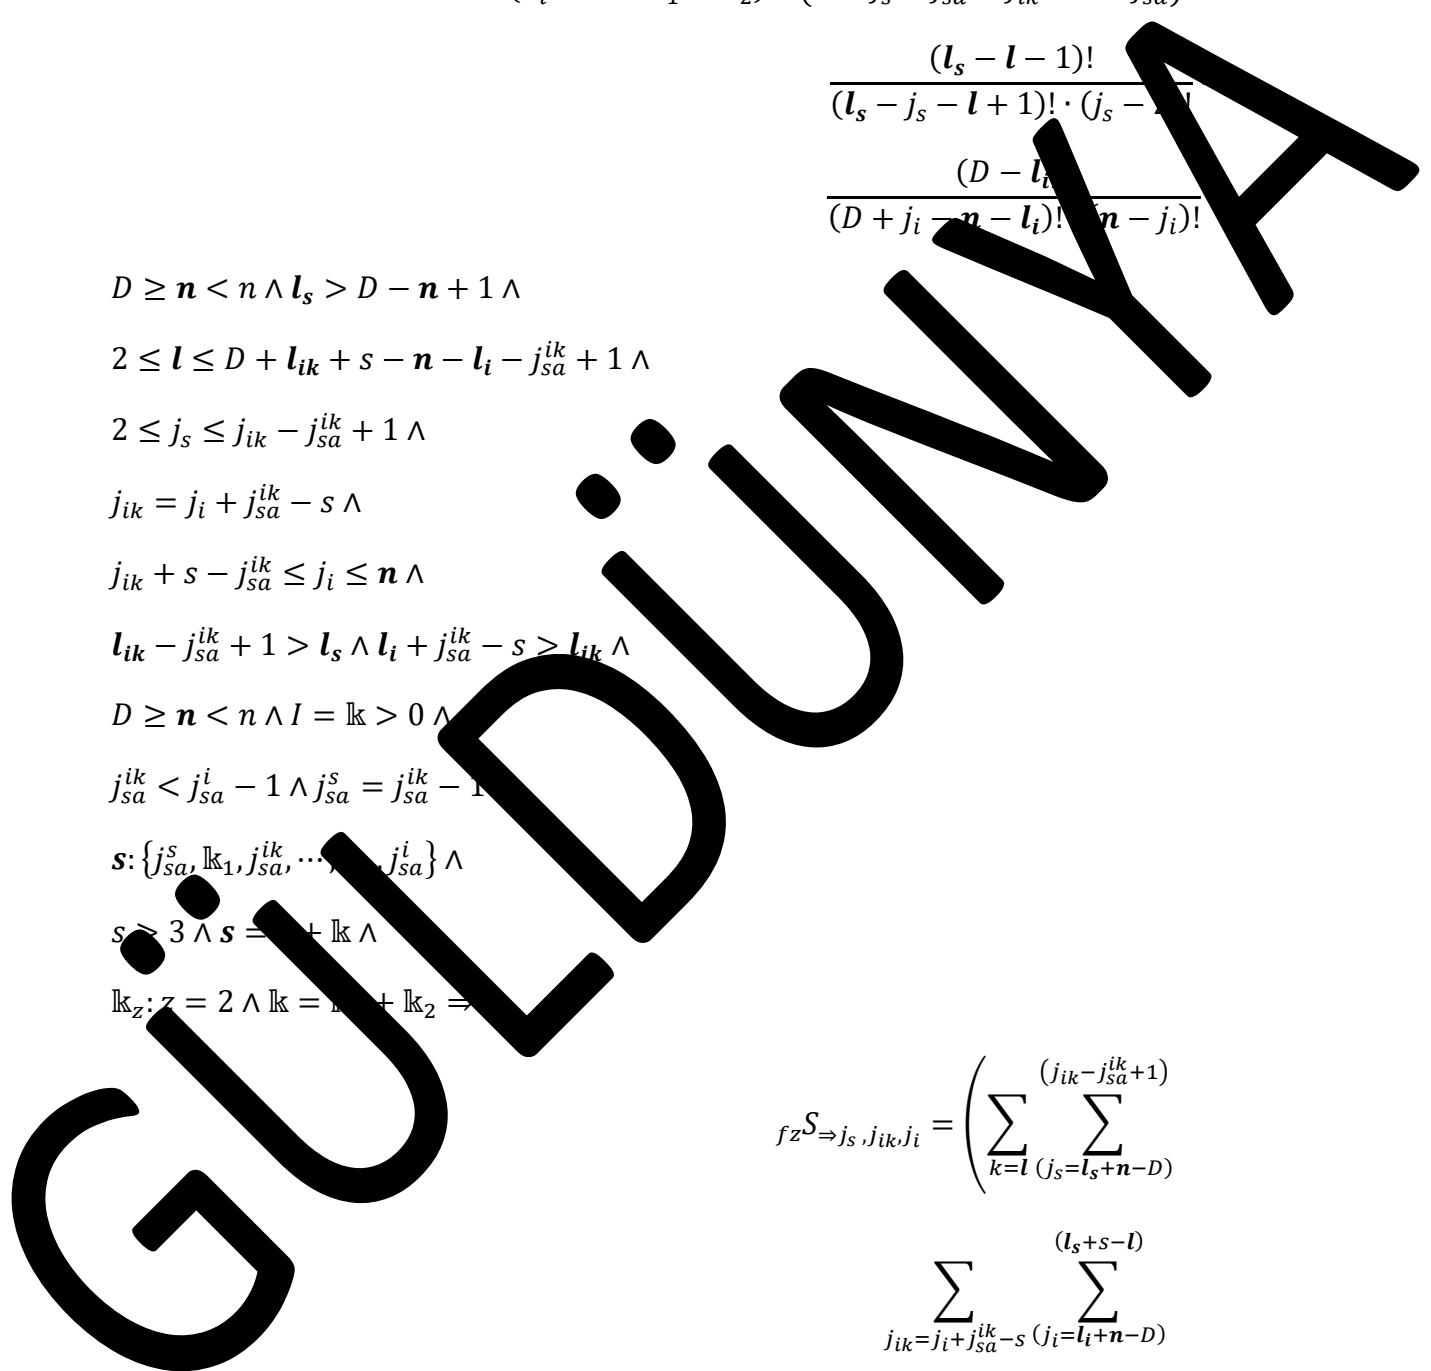 (l_s − l − 1)!
(l_s − j_s − l + 1)! · (j_s −
(D − l_i
(D + j_i − n − l_i)! (n − j_i)!
D ≥ n < n ∧ l_s > D − n + 1 ∧
2 ≤ l ≤ D + l_ik + s − n − l_i − j_sa^ik + 1 ∧
2 ≤ j_s ≤ j_ik − j_sa^ik + 1 ∧
j_ik = j_i + j_sa^ik − s ∧
j_ik + s − j_sa^ik ≤ j_i ≤ n ∧
l_ik − j_sa^ik + 1 > l_s ∧ l_i + j_sa^ik − s > l_ik ∧
D ≥ n < n ∧ I = 𝕜 > 0 ∧
j_sa^ik < j_sa^i − 1 ∧ j_sa^s = j_sa^ik − 1
s: {j_sa^s, 𝕜_1, j_sa^ik, ⋯, , j_sa^i} ∧
s > 3 ∧ s = + 𝕜 ∧
𝕜_z: z = 2 ∧ 𝕜 = + 𝕜_2 ⇒
fzS_⇒j_s,j_ik,j_i = ( ∑_{k=l} ∑_{(j_s=l_s+n−D)}^{(j_ik−j_sa^ik+1)}
∑_{j_ik=j_i+j_sa^ik−s} ∑_{(j_i=l_i+n−D)}^{(l_s+s−l)}
GÜLDÜNYA